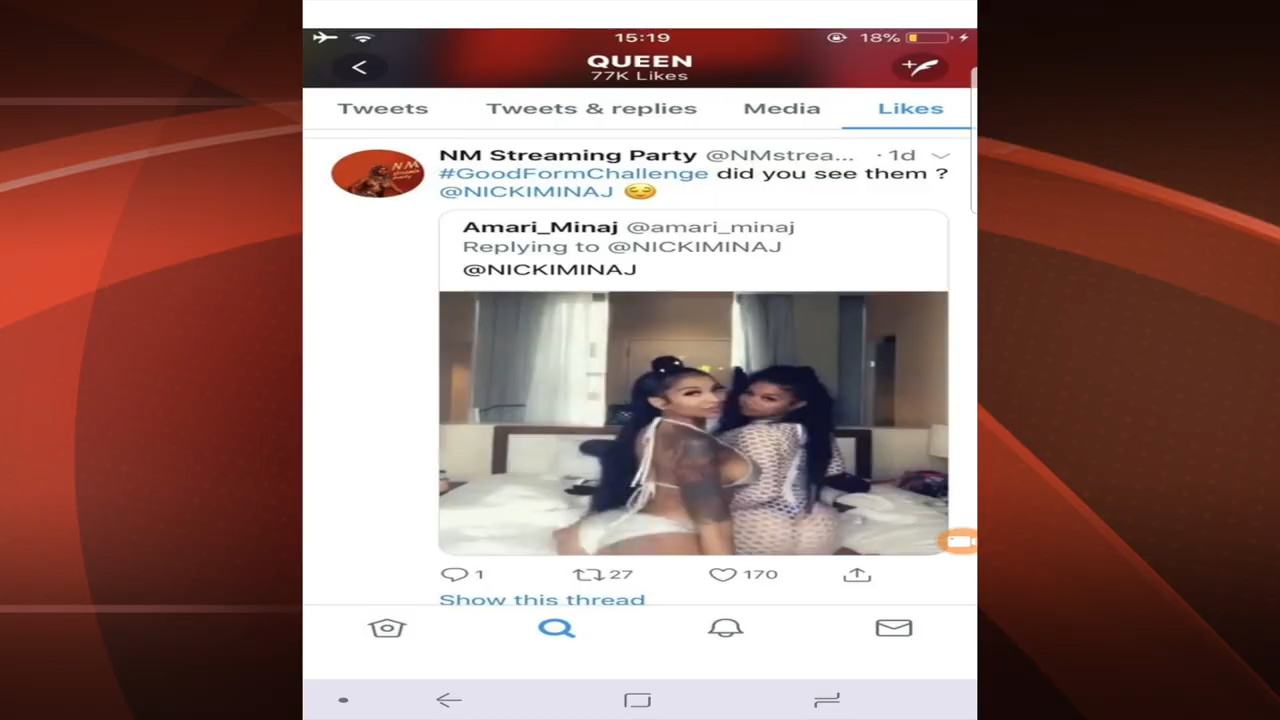 15:19
18%
QUEEN
77K Likes
Tweets
Tweets & replies
Media
Likes
NM Streaming Party @NMstrea... · 1d
#GoodFormChallenge did you see them ?
@NICKIMINAJ 😌
Amari_Minaj @amari_minaj
Replying to @NICKIMINAJ
@NICKIMINAJ
1
27
170
Show this thread